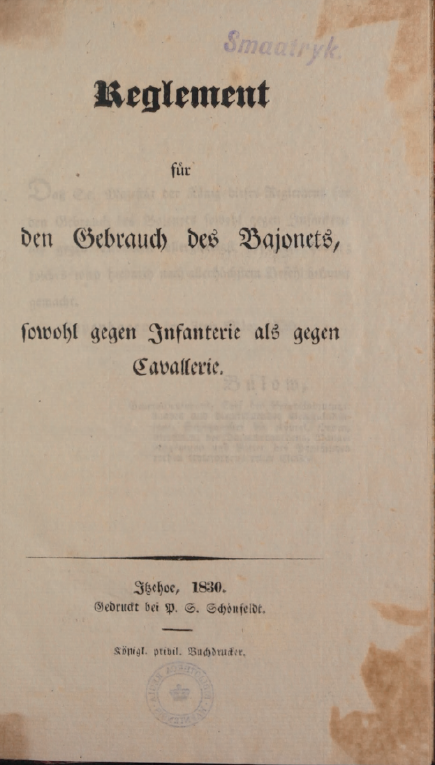 Smaatryk.
Reglement
für
den Gebrauch des Bajonets,
sowohl gegen Infanterie als gegen
Cavallerie.
Bülow,
Itzehoe, 1830.
Gedruckt bei P. S. Schönfeldt.
Königl. privil. Buchdrucker.